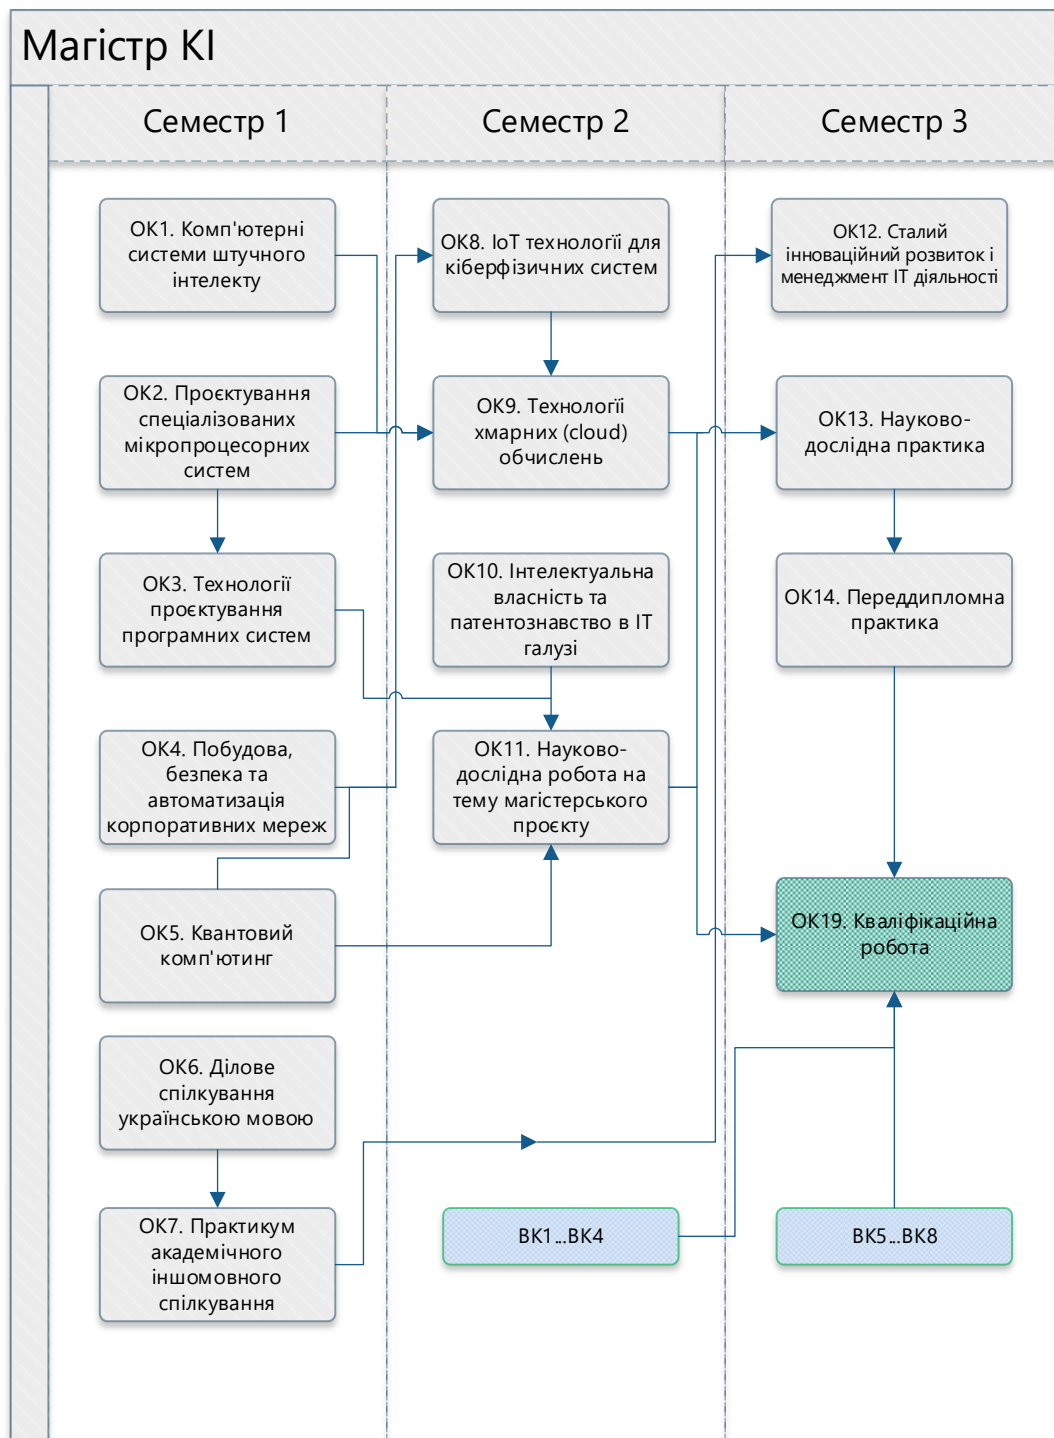 Магістр КІ
Семестр 1
Семестр 2
Семестр 3
ОК1. Комп'ютерні
системи штучного
інтелекту
ОК8. ІоТ технології для
кіберфізичних систем
ОК12. Сталий
інноваційний розвиток і
менеджмент ІТ діяльності
ОК2. Проєктування
спеціалізованих
мікропроцесорних
систем
ОК9. Технології
хмарних (cloud)
обчислень
ОК13. Науково-
дослідна практика
ОК3. Технології
проєктування
програмних систем
ОК10. Інтелектуальна
власність та
патентознавство в ІТ
галузі
ОК14. Переддипломна
практика
ОК4. Побудова,
безпека та
автоматизація
корпоративних мереж
ОК11. Науково-
дослідна робота на
тему магістерського
проєкту
ОК5. Квантовий
комп'ютинг
ОК19. Кваліфікаційна
робота
ОК6. Ділове
спілкування
українською мовою
ОК7. Практикум
академічного
іншомовного
спілкування
ВК1...ВК4
ВК5...ВК8